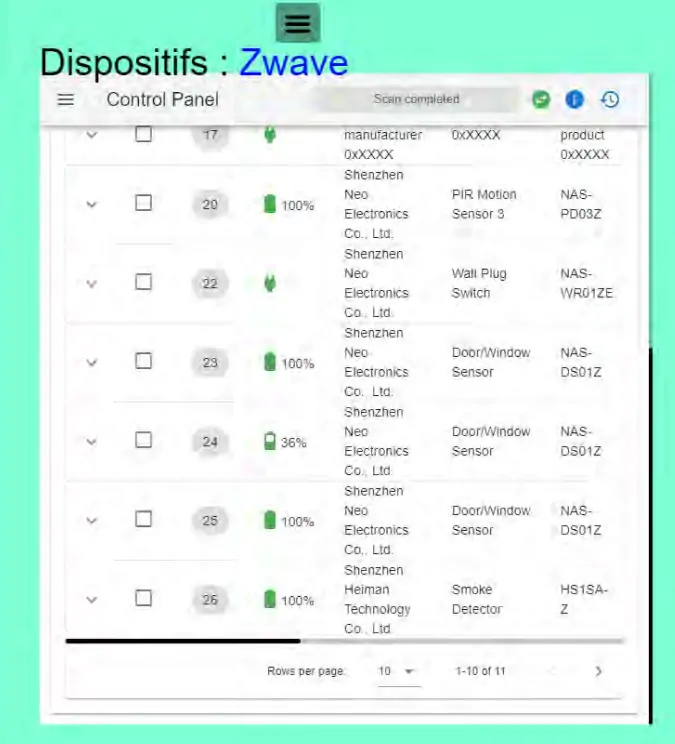 Dispositifs : Zwave
Control Panel Scan completed
17 manufacturer 0xXXXX product
0xXXXX 0xXXXX
Shenzhen
20 100% Neo PIR Motion NAS-
Electronics Sensor 3 PD03Z
Co., Ltd.
Shenzhen
22 Neo Wall Plug NAS-
Electronics Switch WR01ZE
Co., Ltd.
Shenzhen
23 100% Neo Door/Window NAS-
Electronics Sensor DS01Z
Co., Ltd.
Shenzhen
24 36% Neo Door/Window NAS-
Electronics Sensor DS01Z
Co., Ltd.
Shenzhen
25 100% Neo Door/Window NAS-
Electronics Sensor DS01Z
Co., Ltd.
Shenzhen
26 100% Heiman Smoke HS1SA-
Technology Detector Z
Co., Ltd.
Rows per page: 10 1-10 of 11